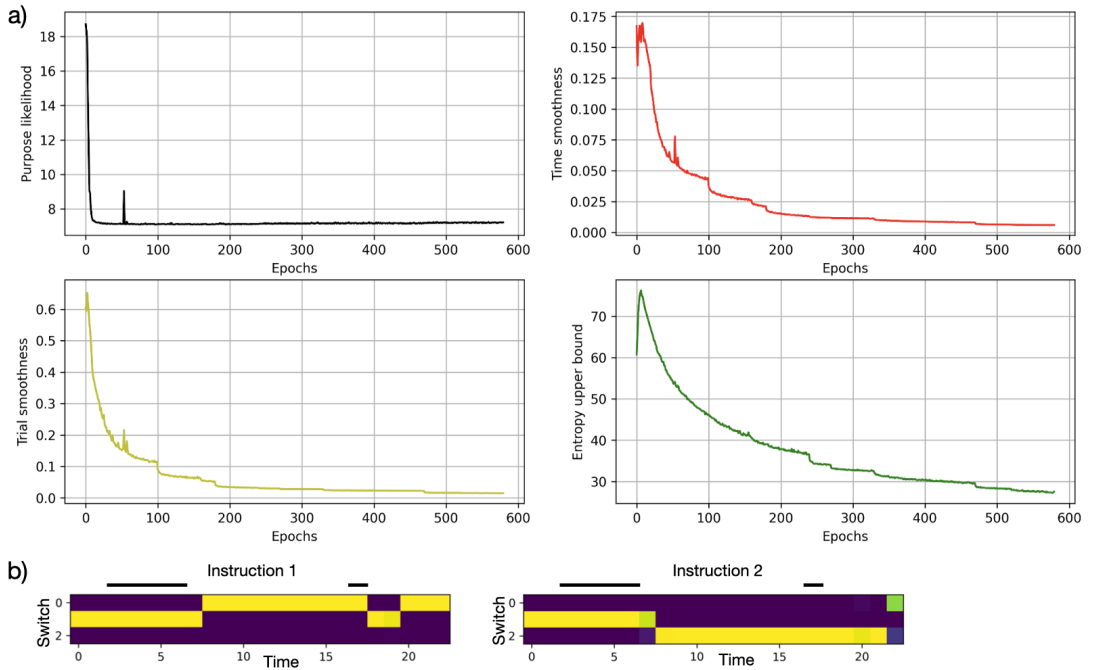 a)
Purpose likelihood
18
16
14
12
10
8
0 100 200 300 400 500 600
Epochs
Time smoothness
0.175
0.150
0.125
0.100
0.075
0.050
0.025
0.000
0 100 200 300 400 500 600
Epochs
Trial smoothness
0.6
0.5
0.4
0.3
0.2
0.1
0.0
0 100 200 300 400 500 600
Epochs
Entropy upper bound
70
60
50
40
30
0 100 200 300 400 500 600
Epochs
b)
Instruction 1
Switch
0
2
0 5 10 15 20
Time
Instruction 2
Switch
0
2
0 5 10 15 20
Time